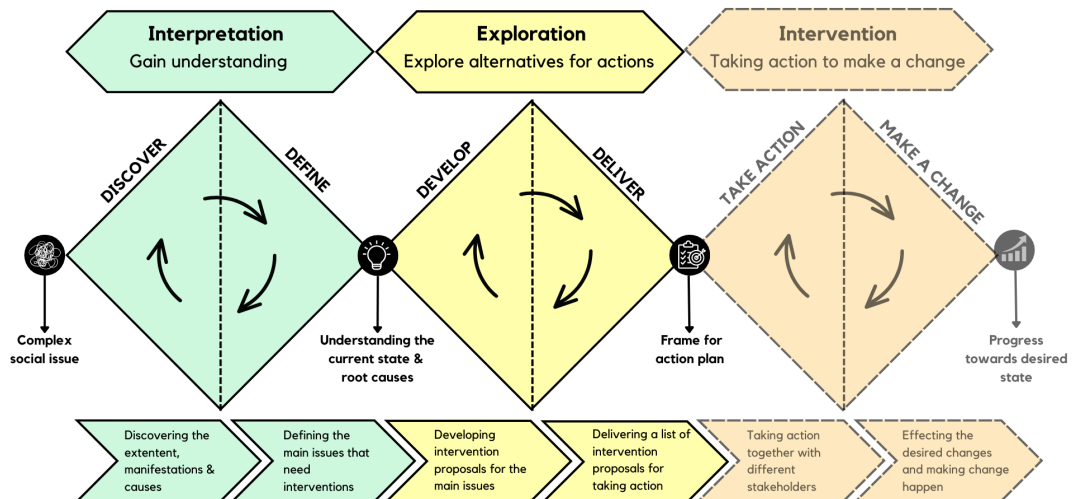 Interpretation
Gain understanding
Exploration
Explore alternatives for actions
Intervention
Taking action to make a change
DISCOVER
DEFINE
DEVELOP
DELIVER
TAKE ACTION
MAKE A CHANGE
Complex
social issue
Understanding the
current state &
root causes
Frame for
action plan
Progress
towards desired
state
Discovering the
extentent,
manifestations &
causes
Defining the
main issues that
need
interventions
Developing
intervention
proposals for the
main issues
Delivering a list of
intervention
proposals for
taking action
Taking action
together with
different
stakeholders
Effecting the
desired changes
and making change
happen